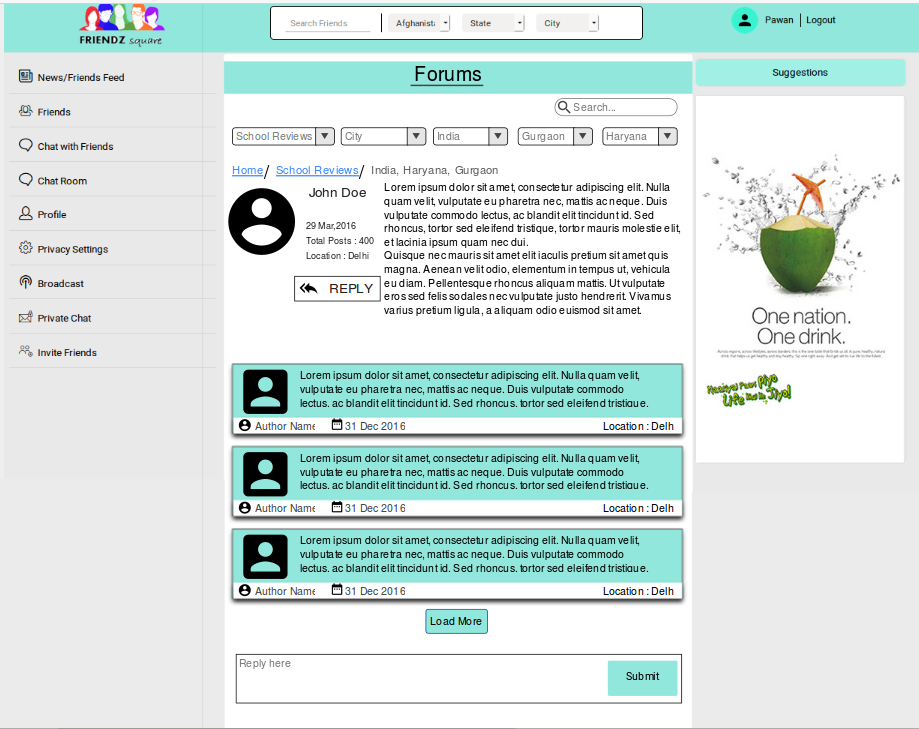 FRIENDZ square
Search Friends
Afghanist
State
City
Pawan
Logout
News/Friends Feed
Friends
Chat with Friends
Chat Room
Profile
Privacy Settings
Broadcast
Private Chat
Invite Friends
Forums
Search...
School Reviews
City
India
Gurgaon
Haryana
Home/ School Reviews/ India, Haryana, Gurgaon
John Doe
29 Mar,2016
Total Posts : 400
Location : Delhi
REPLY
Lorem ipsum dolor sit amet, consectetur adipiscing elit. Nulla
quam velit, vulputate eu pharetra nec, mattis ac neque. Duis
vulputate commodo lectus, ac blandit elit tincidunt id. Sed
rhoncus, tortor sed eleifend tristique, tortor mauris molestie elit,
et lacinia ipsum quam nec dui.
Quisque nec mauris sit amet elit iaculis pretium sit amet quis
magna. Aenean velit odio, elementum in tempus ut, vehicula
eu diam. Pellentesque rhoncus aliquam mattis. Ut vulputate
eros sed felis sodales nec vulputate justo hendrerit. Vivamus
varius pretium ligula, a aliquam odio euismod sit amet.
Lorem ipsum dolor sit amet, consectetur adipiscing elit. Nulla quam velit,
vulputate eu pharetra nec, mattis ac neque. Duis vulputate commodo
lectus, ac blandit elit tincidunt id. Sed rhoncus, tortor sed eleifend tristique.
Author Name
31 Dec 2016
Location : Delh
Lorem ipsum dolor sit amet, consectetur adipiscing elit. Nulla quam velit,
vulputate eu pharetra nec, mattis ac neque. Duis vulputate commodo
lectus, ac blandit elit tincidunt id. Sed rhoncus, tortor sed eleifend tristique.
Author Name
31 Dec 2016
Location : Delh
Lorem ipsum dolor sit amet, consectetur adipiscing elit. Nulla quam velit,
vulputate eu pharetra nec, mattis ac neque. Duis vulputate commodo
lectus, ac blandit elit tincidunt id. Sed rhoncus, tortor sed eleifend tristique.
Author Name
31 Dec 2016
Location : Delh
Load More
Reply here
Submit
Suggestions
One nation.
One drink.
Nariyal Pani Piyo
Life
Jiyo!